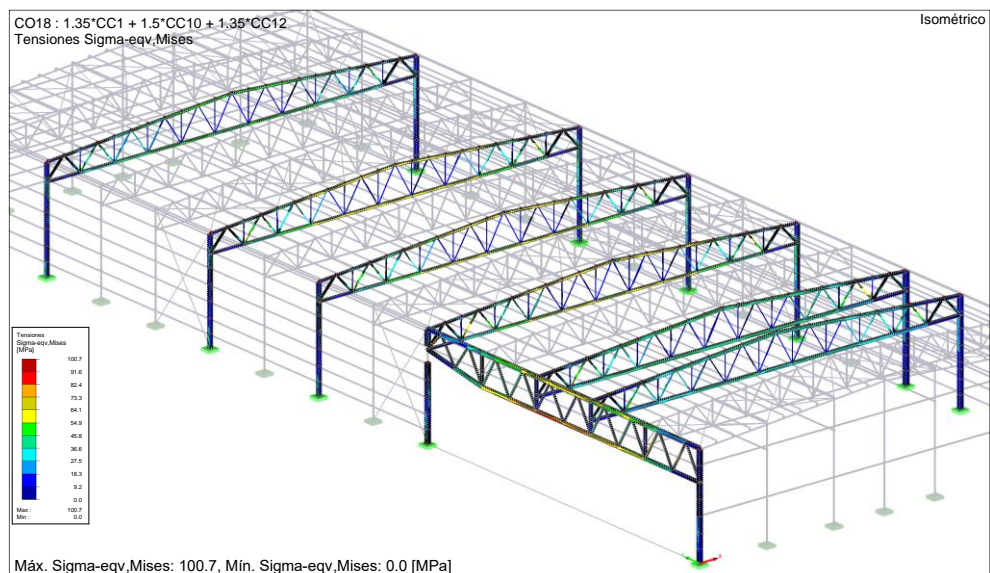 CO18 : 1.35*CC1 + 1.5*CC10 + 1.35*CC12
Isométrico
Tensiones Sigma-eqv,Mises
Tensiones
Sigma-eqv,Mises
[MPa]
100.7
91.6
82.4
73.3
64.1
54.9
45.8
36.6
27.5
18.3
9.2
0.0
Max : 100.7
Min : 0.0
Máx. Sigma-eqv,Mises: 100.7, Mín. Sigma-eqv,Mises: 0.0 [MPa]